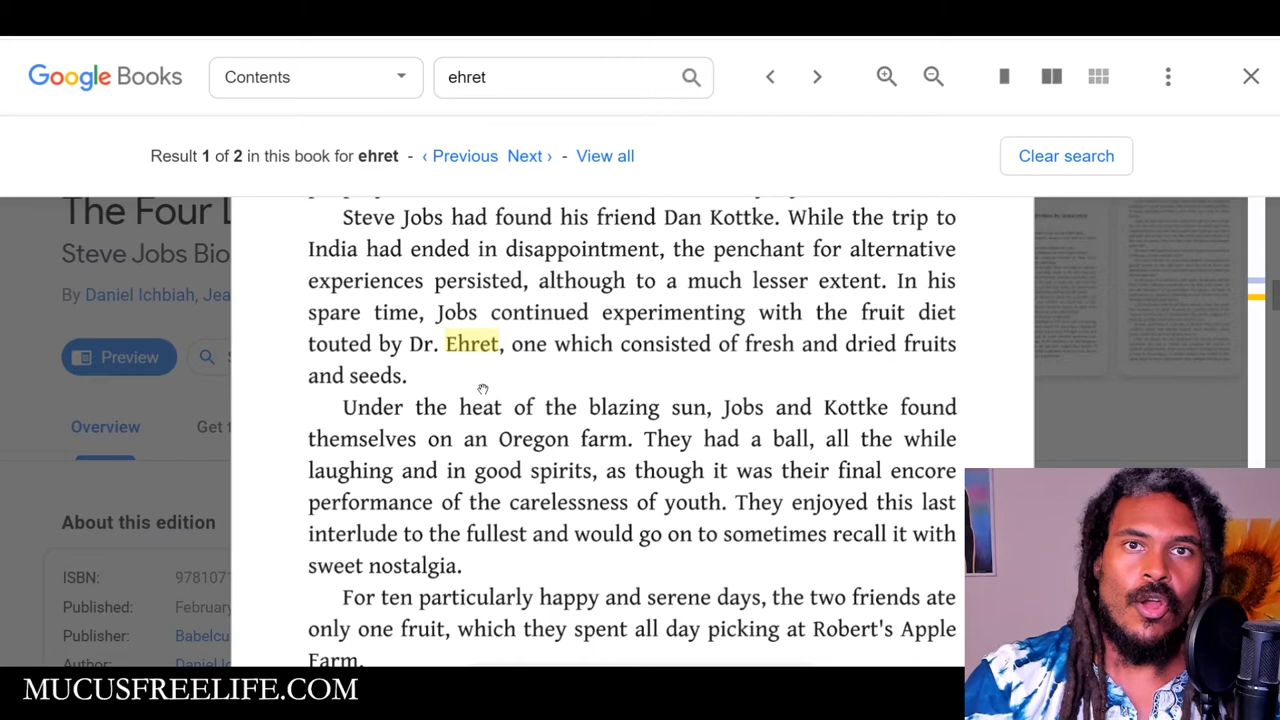 Google Books
Contents
ehret
Result 1 of 2 in this book for ehret - ‹ Previous Next › - View all
Clear search
The Four L
Steve Jobs Bio
By Daniel Ichbiah, Jea
Preview
Overview
Get t
About this edition
ISBN: 9781071
Published: February
Publisher: Babelcu
Author: Daniel Ic
Steve Jobs had found his friend Dan Kottke. While the trip to
India had ended in disappointment, the penchant for alternative
experiences persisted, although to a much lesser extent. In his
spare time, Jobs continued experimenting with the fruit diet
touted by Dr. Ehret, one which consisted of fresh and dried fruits
and seeds.
Under the heat of the blazing sun, Jobs and Kottke found
themselves on an Oregon farm. They had a ball, all the while
laughing and in good spirits, as though it was their final encore
performance of the carelessness of youth. They enjoyed this last
interlude to the fullest and would go on to sometimes recall it with
sweet nostalgia.
For ten particularly happy and serene days, the two friends ate
only one fruit, which they spent all day picking at Robert's Apple
Farm.
MUCUSFREELIFE.COM